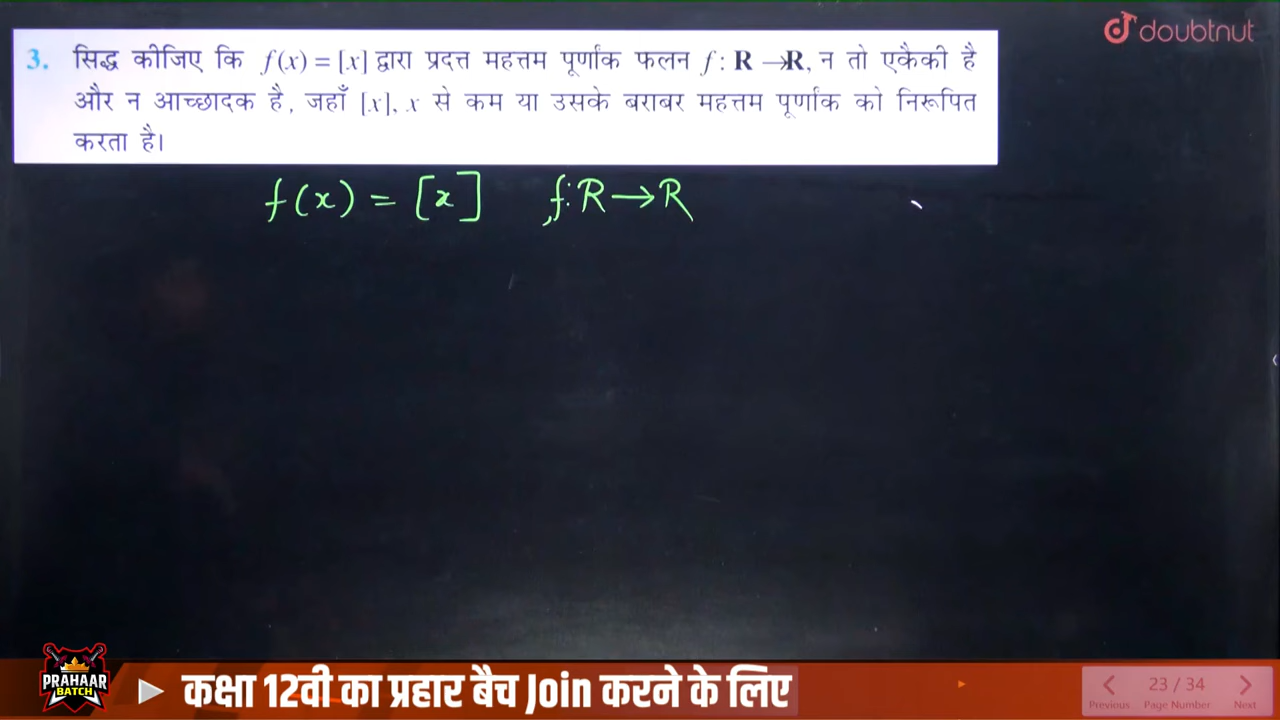 doubtnut
3. सिद्ध कीजिए कि f(x) = [x] द्वारा प्रदत्त महत्तम पूर्णांक फलन f : R → R, न तो एकैकी है
और न आच्छादक है, जहाँ [x], x से कम या उसके बराबर महत्तम पूर्णांक को निरूपित
करता है।
f(x) = [x] f: R → R
PRAHAAR
BATCH
कक्षा 12वी का प्रहार बैच Join करने के लिए
23 / 34
Previous Page Number Next